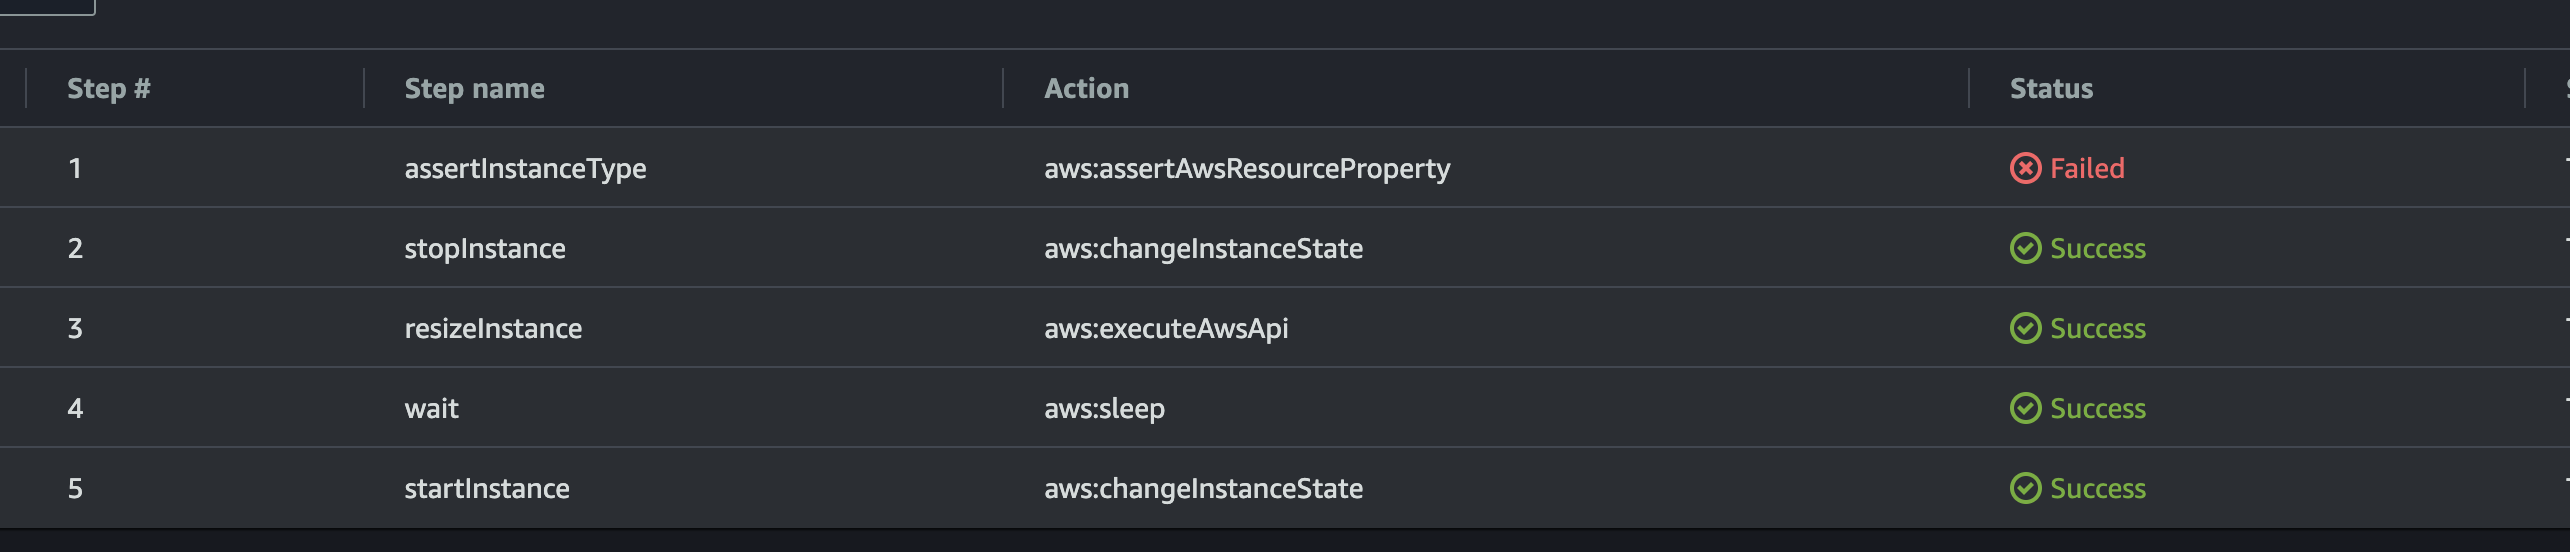 Step # Step name Action Status
1 assertInstanceType aws:assertAwsResourceProperty Failed
2 stopInstance aws:changeInstanceState Success
3 resizeInstance aws:executeAwsApi Success
4 wait aws:sleep Success
5 startInstance aws:changeInstanceState Success